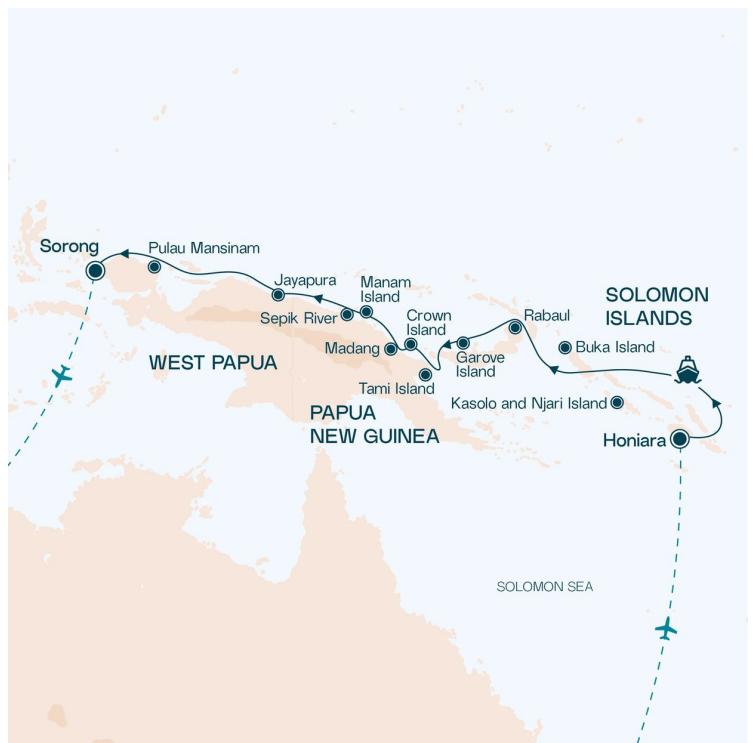 Sorong
Pulau Mansinam
Jayapura
Manam
Island
Sepik River
Crown
Island
Rabaul
SOLOMON
ISLANDS
Madang
Garove
Island
Buka Island
WEST PAPUA
Tami Island
Kasolo and Njari Island
PAPUA
NEW GUINEA
Honiara
SOLOMON SEA